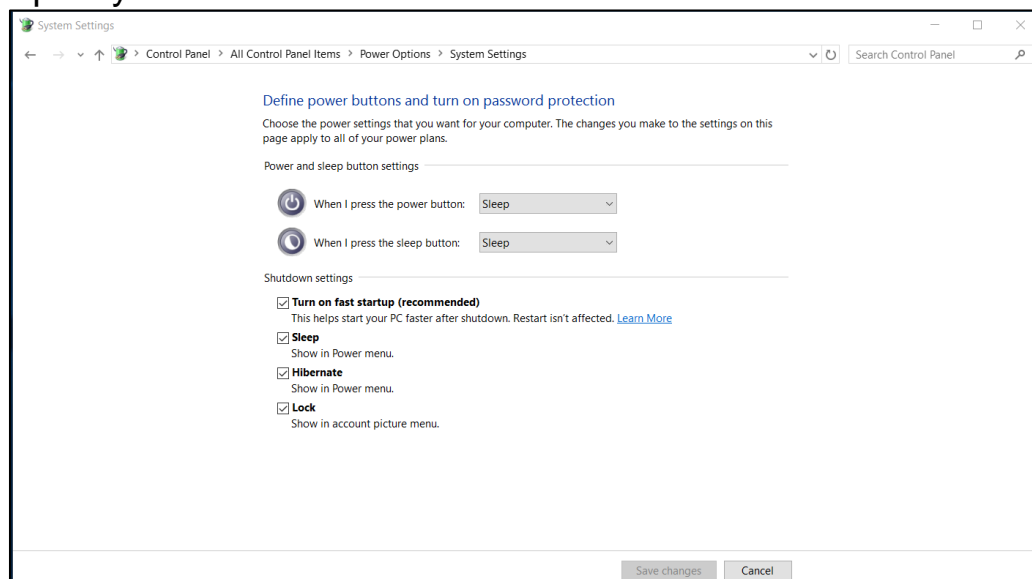 System Settings
Control Panel > All Control Panel Items > Power Options > System Settings
Search Control Panel
Define power buttons and turn on password protection
Choose the power settings that you want for your computer. The changes you make to the settings on this
page apply to all of your power plans.
Power and sleep button settings
When I press the power button: Sleep
When I press the sleep button: Sleep
Shutdown settings
Turn on fast startup (recommended)
This helps start your PC faster after shutdown. Restart isn't affected. Learn More
Sleep
Show in Power menu.
Hibernate
Show in Power menu.
Lock
Show in account picture menu.
Save changes Cancel